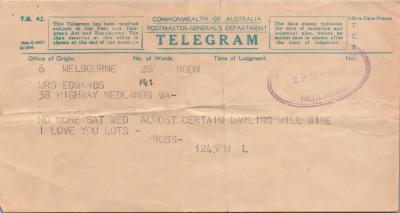 T.B. 42.
COMMONWEALTH OF AUSTRALIA
POSTMASTER-GENERAL'S DEPARTMENT
TELEGRAM
This Telegram has been received
subject to the Post and Telegraph
Act and Regulations. The
time received at this office is
shown at the end of the message.
The date stamp indicates
the date of reception and
lodgment also, unless an
earlier date is shown after
the time of lodgment.
Office Date Stamp
Office of Origin.
No. of Words.
Time of Lodgment.
No.
6 MELBOURNE 20 NOON
MRS EDWARDS
38 HIGHWAY NEDLANDS WA-
NEDLANDS
NO MORE SAT WED ALMOST CERTAIN DARLING WILL WIRE
I LOVE YOU LOTS -
ROSS-
1245PM L